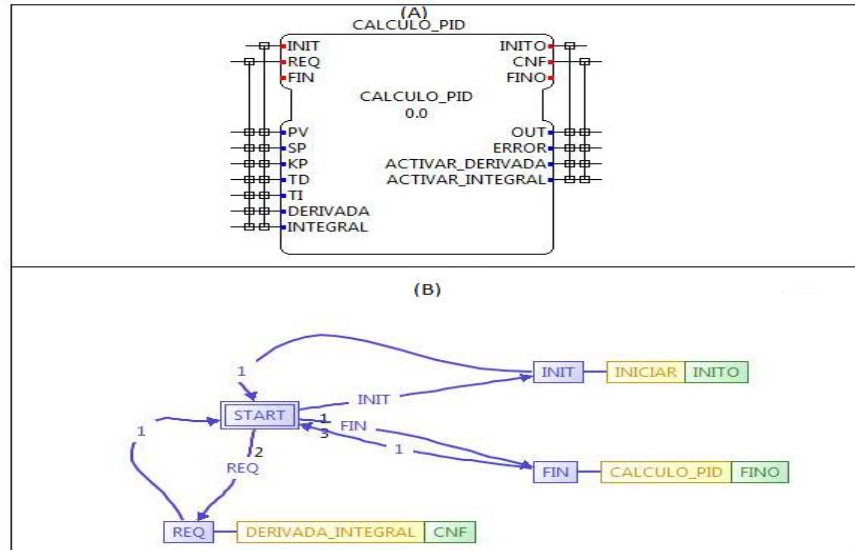 (A)
CALCULO_PID
INIT INITO
REQ CNF
FIN FINO
CALCULO_PID
0.0
PV OUT
SP ERROR
KP ACTIVAR_DERIVADA
TD ACTIVAR_INTEGRAL
TI
DERIVADA
INTEGRAL
(B)
1
INIT INICIAR INITO
INIT
START
1
1 FIN
3
1
2
REQ
FIN CALCULO_PID FINO
REQ DERIVADA_INTEGRAL CNF